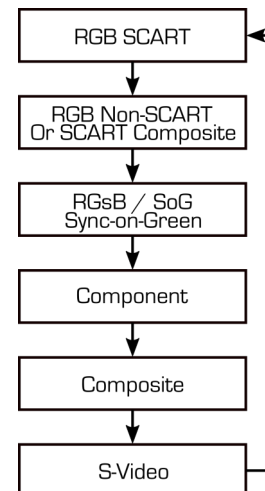 RGB SCART
RGB Non-SCART
Or SCART Composite
RGsB / SoG
Sync-on-Green
Component
Composite
S-Video